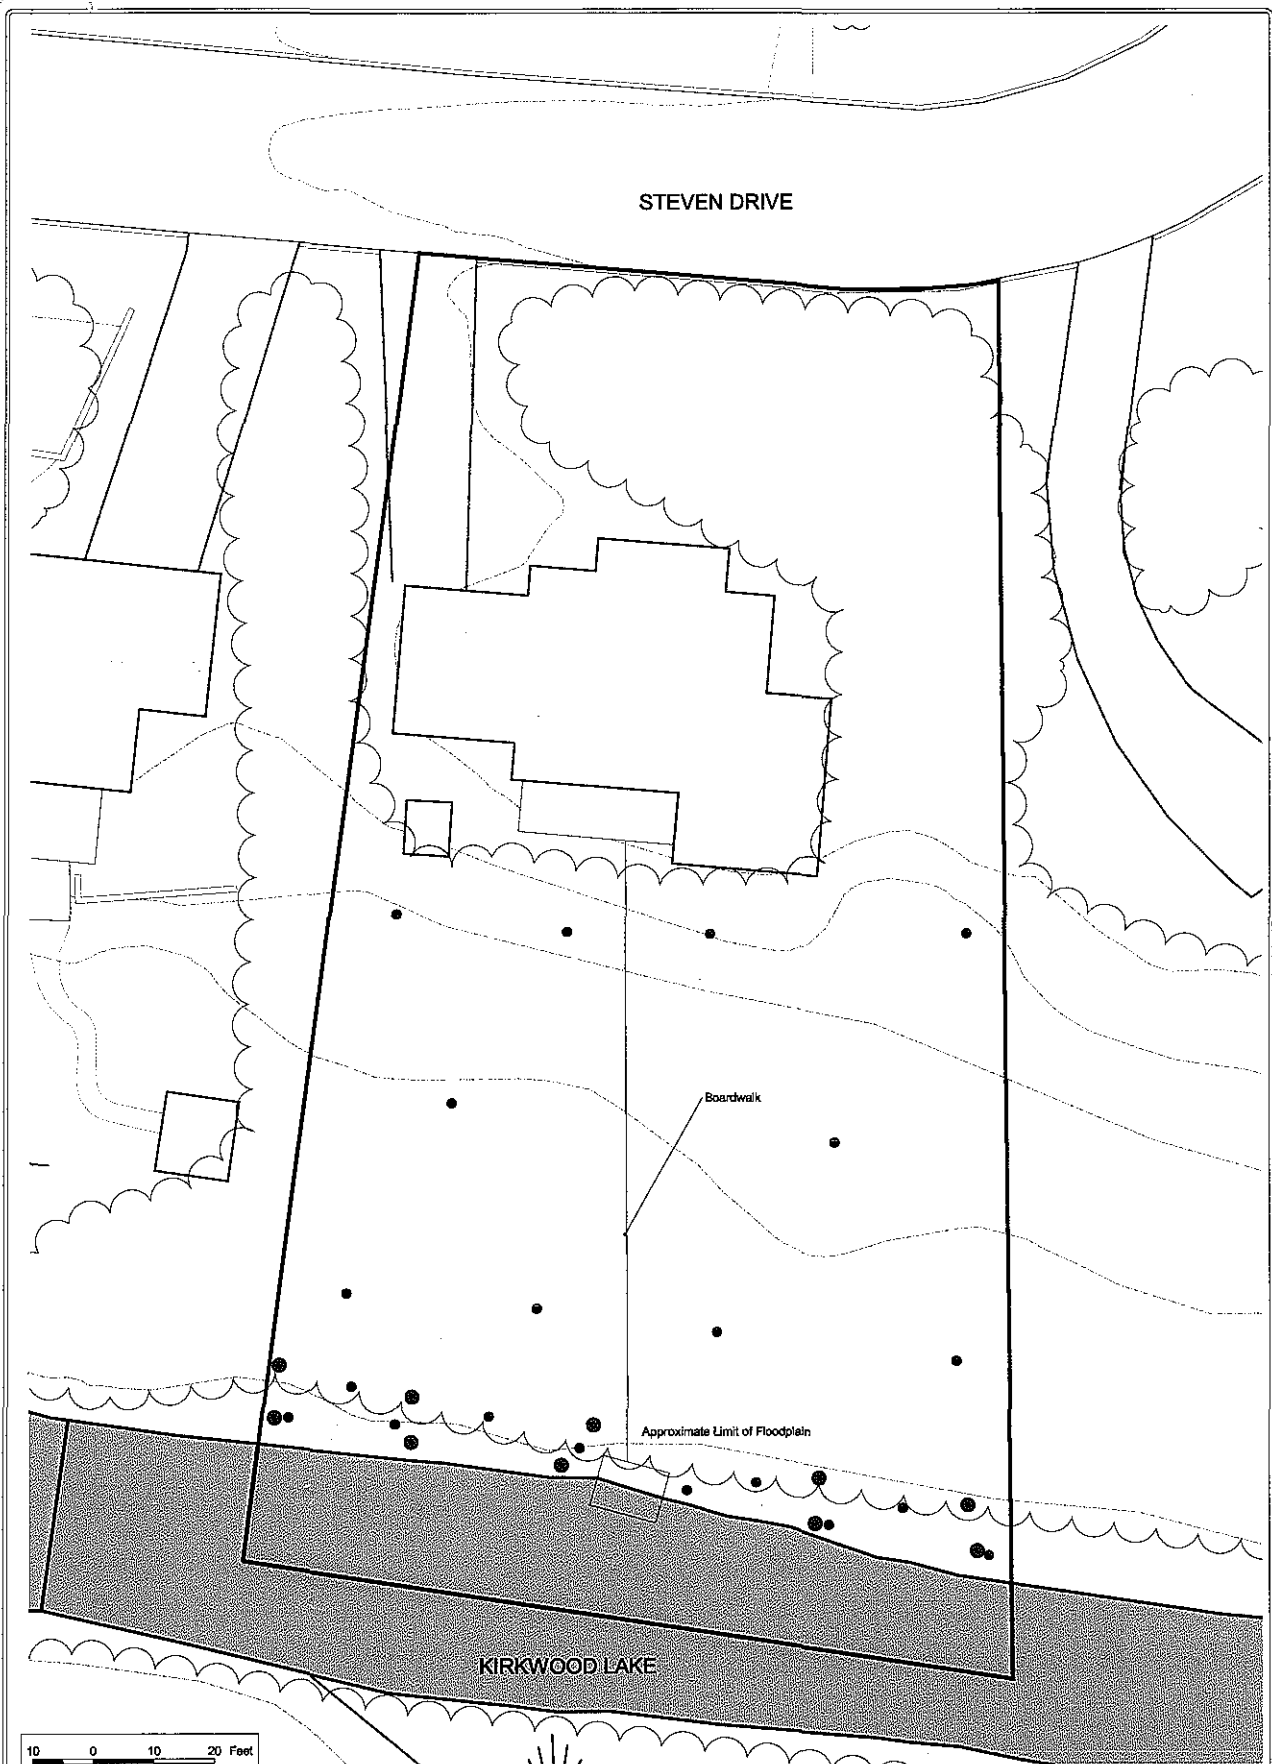 STEVEN DRIVE
Boardwalk
Approximate Limit of Floodplain
KIRKWOOD LAKE
10 0 10 20 Feet